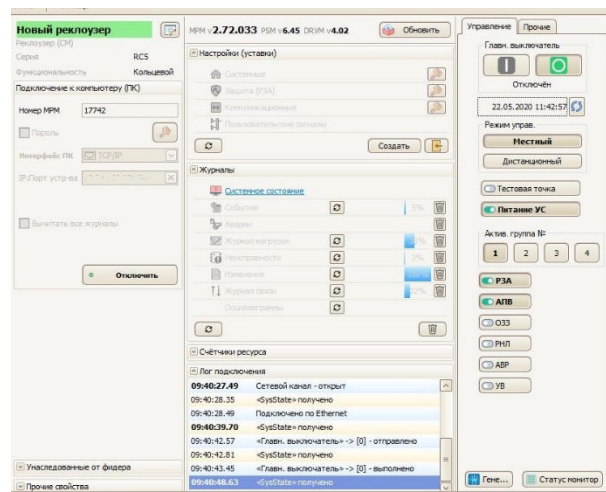 Новый реклоузер
Реклоузер (СМ)
Серия RC5
Функциональность Кольцевой
Подключение к компьютеру (ПК)
Номер МРМ 17742
Пароль
Интерфейс ПК TCP/IP
IP:Порт устр-ва
Вычитать все журналы
Отключить
Унаследованные от фидера
Прочие свойства
MPM v2.72.033 PSM v6.45 DRVM v4.02 Обновить
Настройки (уставки)
Системные
Защита (РЗА)
Коммуникационные
Пользовательские сигналы
Создать
Журналы
Системное состояние
События 5%
Аварии
Журнал нагрузок
Неисправности 2%
Изменения
Журнал связи
Осциллограммы
Счётчики ресурса
Лог подключения
09:40:27.49 Сетевой канал - открыт
09:40:28.35 «SysState» получено
09:40:28.49 Подключено по Ethernet
09:40:39.70 «SysState» получено
09:40:42.57 «Главн. выключатель» -> [0] - отправлено
09:40:42.81 «SysState» получено
09:40:43.45 «Главн. выключатель» -> [0] - выполнено
09:40:48.63 «SysState» получено
Управление Прочие
Главн. выключатель
Отключён
22.05.2020 11:42:57
Режим управ.
Местный
Дистанционный
Тестовая точка
Питание УС
Актив. группа №
1 2 3 4
РЗА
АПВ
ОЗЗ
РНЛ
АВР
УВ
Гене... Статус монитор